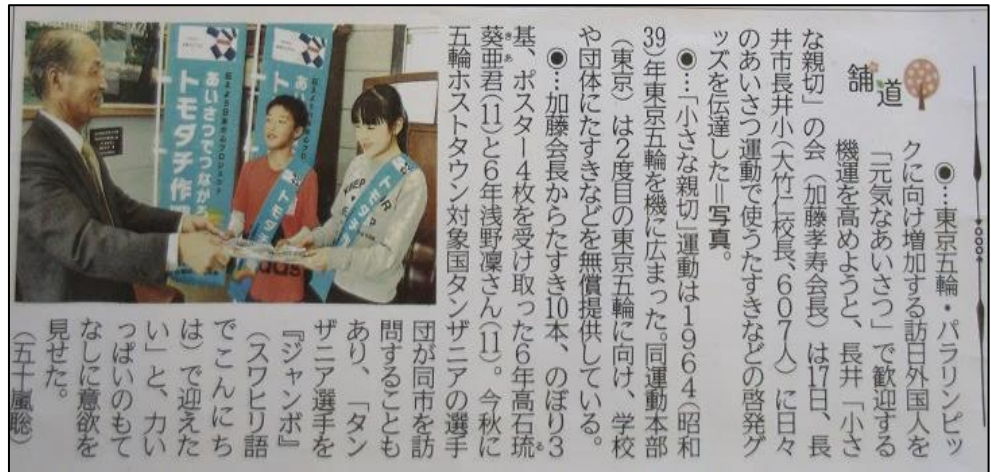 舗道
◉…東京五輪・パラリンピッ
クに向け増加する訪日外国人を
「元気なあいさつ」で歓迎する
機運を高めようと、長井「小さ
な親切」の会(加藤孝寿会長)は17日、長
井市長井小(大竹仁校長、607人)に日々
のあいさつ運動で使うたすきなどの啓発グ
ッズを伝達した=写真。
◉…「小さな親切」運動は1964(昭和
39)年東京五輪を機に広まった。同運動本部
(東京)は2度目の東京五輪に向け、学校
や団体にたすきなどを無償提供している。
◉…加藤会長からたすき10本、のぼり3
基、ポスター4枚を受け取った6年高石琉
る
きあ
葵亜君(11)と6年浅野凜さん(11)。今秋に
五輪ホストタウン対象国タンザニアの選手
団が同市を訪
問することも
あり、「タン
ザニア選手を
『ジャンボ』
(スワヒリ語
でこんにち
は)で迎えた
い」と、力い
っぱいのもて
なしに意欲を
見せた。
(五十嵐聡)
あいさつでつながろ
トモダチ作
あいさつで
トモダ
トモダチ